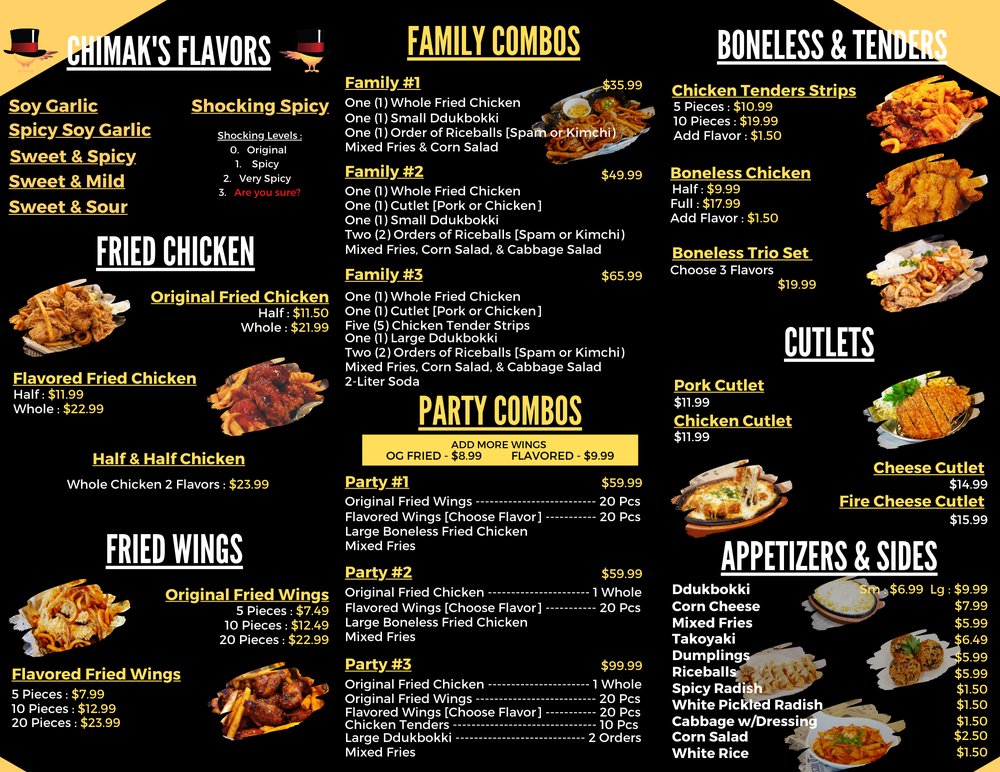 CHIMAK'S FLAVORS
Soy Garlic
Spicy Soy Garlic
Sweet & Spicy
Sweet & Mild
Sweet & Sour
Shocking Spicy
Shocking Levels :
0. Original
1. Spicy
2. Very Spicy
3. Are you sure?
FRIED CHICKEN
Original Fried Chicken
Half : $11.50
Whole : $21.99
Flavored Fried Chicken
Half : $11.99
Whole : $22.99
Half & Half Chicken
Whole Chicken 2 Flavors : $23.99
FRIED WINGS
Original Fried Wings
5 Pieces : $7.49
10 Pieces : $12.49
20 Pieces : $22.99
Flavored Fried Wings
5 Pieces : $7.99
10 Pieces : $12.99
20 Pieces : $23.99
FAMILY COMBOS
Family #1 $35.99
One (1) Whole Fried Chicken
One (1) Small Ddukbokki
One (1) Order of Riceballs [Spam or Kimchi)
Mixed Fries & Corn Salad
Family #2 $49.99
One (1) Whole Fried Chicken
One (1) Cutlet [Pork or Chicken]
One (1) Small Ddukbokki
Two (2) Orders of Riceballs [Spam or Kimchi)
Mixed Fries, Corn Salad, & Cabbage Salad
Family #3 $65.99
One (1) Whole Fried Chicken
One (1) Cutlet [Pork or Chicken]
Five (5) Chicken Tender Strips
One (1) Large Ddukbokki
Two (2) Orders of Riceballs [Spam or Kimchi)
Mixed Fries, Corn Salad, & Cabbage Salad
2-Liter Soda
PARTY COMBOS
ADD MORE WINGS
OG FRIED - $8.99 FLAVORED - $9.99
Party #1 $59.99
Original Fried Wings -------------------------- 20 Pcs
Flavored Wings [Choose Flavor] ----------- 20 Pcs
Large Boneless Fried Chicken
Mixed Fries
Party #2 $59.99
Original Fried Chicken ---------------------- 1 Whole
Flavored Wings [Choose Flavor] ----------- 20 Pcs
Large Boneless Fried Chicken
Mixed Fries
Party #3 $99.99
Original Fried Chicken ---------------------- 1 Whole
Original Fried Wings -------------------------- 20 Pcs
Flavored Wings [Choose Flavor] ----------- 20 Pcs
Chicken Tenders ------------------------------- 10 Pcs
Large Ddukbokki ---------------------------- 2 Orders
Mixed Fries
BONELESS & TENDERS
Chicken Tenders Strips
5 Pieces : $10.99
10 Pieces : $19.99
Add Flavor : $1.50
Boneless Chicken
Half : $9.99
Full : $17.99
Add Flavor : $1.50
Boneless Trio Set
Choose 3 Flavors
$19.99
CUTLETS
Pork Cutlet
$11.99
Chicken Cutlet
$11.99
Cheese Cutlet
$14.99
Fire Cheese Cutlet
$15.99
APPETIZERS & SIDES
Ddukbokki Sm : $6.99 Lg : $9.99
Corn Cheese $7.99
Mixed Fries $5.99
Takoyaki $6.49
Dumplings $5.99
Riceballs $5.99
Spicy Radish $1.50
White Pickled Radish $1.50
Cabbage w/Dressing $1.50
Corn Salad $2.50
White Rice $1.50